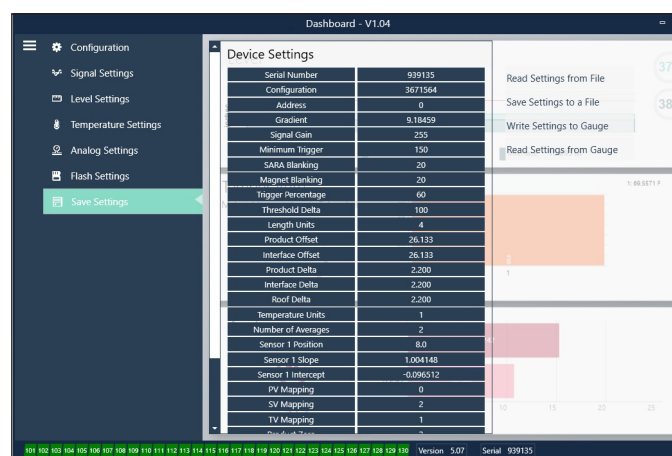 Dashboard - V1.04
Configuration
Signal Settings
Level Settings
Temperature Settings
Analog Settings
Flash Settings
Save Settings
Device Settings
Serial Number 939135
Configuration 3671564
Address 0
Gradient 9.18459
Signal Gain 255
Minimum Trigger 150
SARA Blanking 20
Magnet Blanking 20
Trigger Percentage 60
Threshold Delta 100
Length Units 4
Product Offset 26.133
Interface Offset 26.133
Product Delta 2.200
Interface Delta 2.200
Roof Delta 2.200
Temperature Units 1
Number of Averages 2
Sensor 1 Position 8.0
Sensor 1 Slope 1.004148
Sensor 1 Intercept -0.096512
PV Mapping 0
SV Mapping 2
TV Mapping 1
Read Settings from File
Save Settings to a File
Write Settings to Gauge
Read Settings from Gauge
37
38
1
10 15 20 25
101 102 103 104 105 106 107 108 109 110 111 112 113 114 115 116 117 118 119 120 121 122 123 124 125 126 127 128 129 130 Version 5.07 Serial 939135